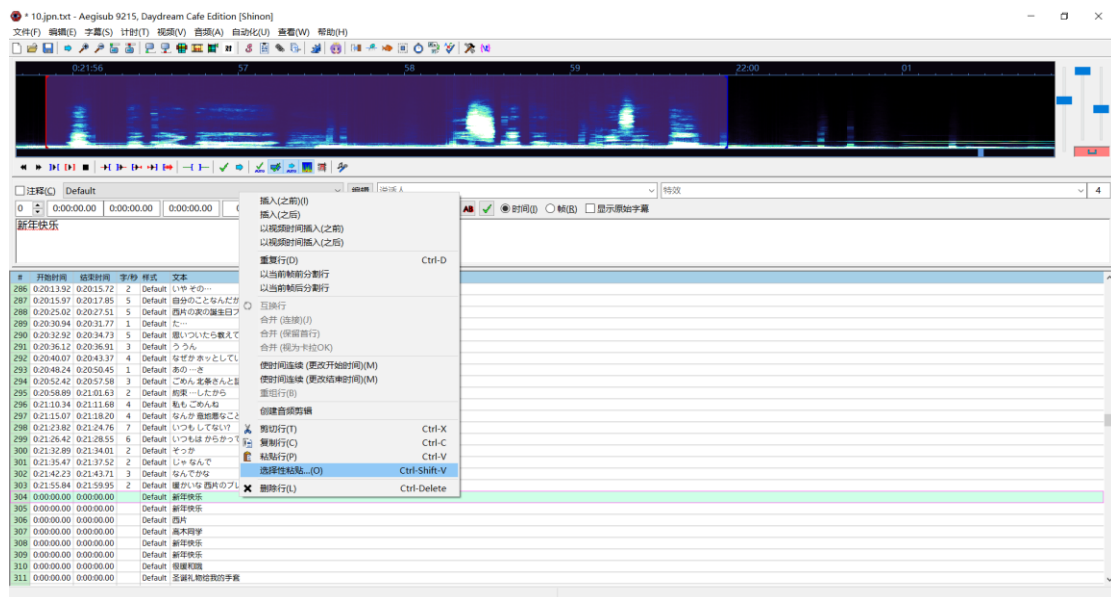 * 10.jpn.txt - Aegisub 9215, Daydream Cafe Edition [Shinon]
文件(F) 编辑(E) 字幕(S) 计时(T) 视频(V) 音频(A) 自动化(U) 查看(W) 帮助(H)
0:21:56 57 58 59 22:00 01
注释(C) Default 编辑 说话人 特效 4
0 0:00:00.00 0:00:00.00 0:00:00.00 AB 时间(I) 帧(R) 显示原始字幕
新年快乐
插入(之前)(I)
插入(之后)
以视频时间插入(之前)
以视频时间插入(之后)
重复行(D) Ctrl-D
以当前帧前分割行
以当前帧后分割行
互换行
合并 (连接)(J)
合并 (保留首行)
合并 (视为卡拉OK)
使时间连续 (更改开始时间)(M)
使时间连续 (更改结束时间)(M)
重组行(B)
创建音频剪辑
剪切行(T) Ctrl-X
复制行(C) Ctrl-C
粘贴行(P) Ctrl-V
选择性粘贴...(O) Ctrl-Shift-V
删除行(L) Ctrl-Delete
# 开始时间 结束时间 字/秒 样式 文本
286 0:20:13.92 0:20:15.72 2 Default いや その…
287 0:20:15.97 0:20:17.85 5 Default 自分のことなんだか
288 0:20:25.02 0:20:27.51 5 Default 西片の次の誕生日プ
289 0:20:30.94 0:20:31.77 1 Default た…
290 0:20:32.92 0:20:34.73 5 Default 思いついたら教えて
291 0:20:36.12 0:20:36.91 3 Default う うん
292 0:20:40.07 0:20:43.37 4 Default なぜか ホッとしてい
293 0:20:48.24 0:20:50.45 1 Default あの …さ
294 0:20:52.42 0:20:57.58 3 Default ごめん 北条さんと
295 0:20:58.89 0:21:01.63 2 Default 約束 …したから
296 0:21:10.34 0:21:11.68 4 Default 私も ごめんね
297 0:21:15.07 0:21:18.20 4 Default なんか 意地悪なこと
298 0:21:23.82 0:21:24.76 7 Default いつも してない?
299 0:21:26.42 0:21:28.55 6 Default いつもは からかって
300 0:21:32.89 0:21:34.01 2 Default そっか
301 0:21:35.47 0:21:37.52 2 Default じゃ なんで
302 0:21:42.23 0:21:43.71 3 Default なんでかな
303 0:21:55.84 0:21:59.95 2 Default 暖かいな 西片のプレ
304 0:00:00.00 0:00:00.00 Default 新年快乐
305 0:00:00.00 0:00:00.00 Default 新年快乐
306 0:00:00.00 0:00:00.00 Default 西片
307 0:00:00.00 0:00:00.00 Default 高木同学
308 0:00:00.00 0:00:00.00 Default 新年快乐
309 0:00:00.00 0:00:00.00 Default 新年快乐
310 0:00:00.00 0:00:00.00 Default 很暖和哦
311 0:00:00.00 0:00:00.00 Default 圣诞礼物给我的手套